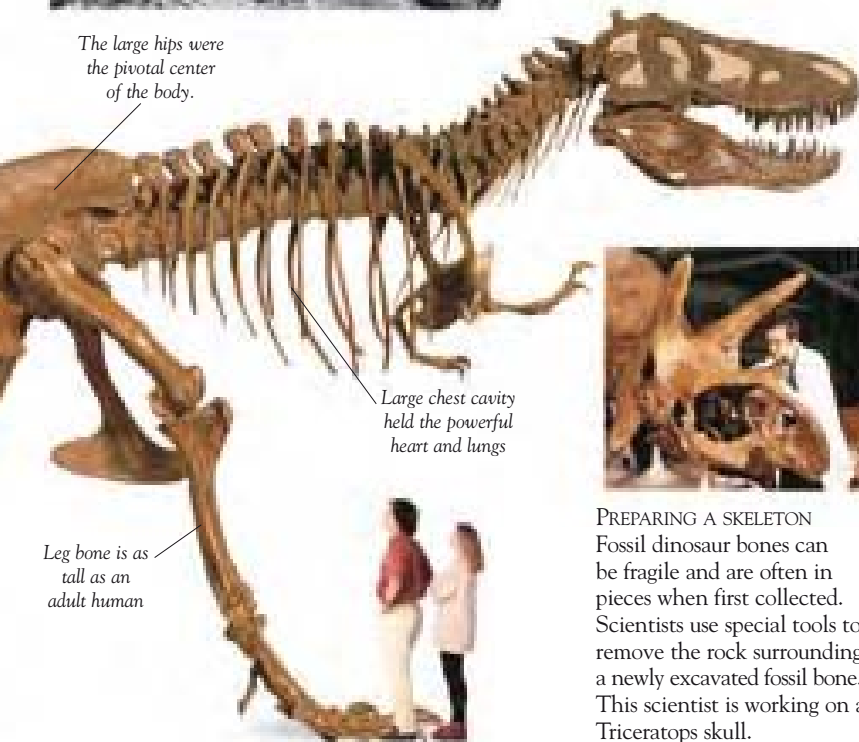 The large hips were
the pivotal center
of the body.
Large chest cavity
held the powerful
heart and lungs
Leg bone is as
tall as an
adult human
PREPARING A SKELETON
Fossil dinosaur bones can
be fragile and are often in
pieces when first collected.
Scientists use special tools to
remove the rock surrounding
a newly excavated fossil bone.
This scientist is working on a
Triceratops skull.